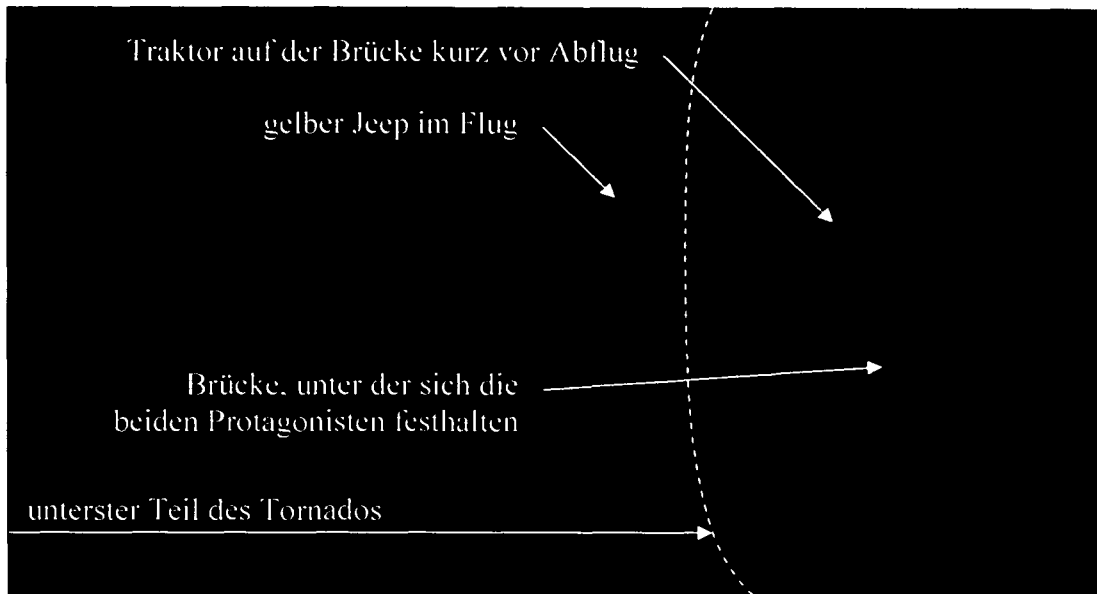 Traktor auf der Brücke kurz vor Abflug
gelber Jeep im Flug
Brücke, unter der sich die
beiden Protagonisten festhalten
unterster Teil des Tornados